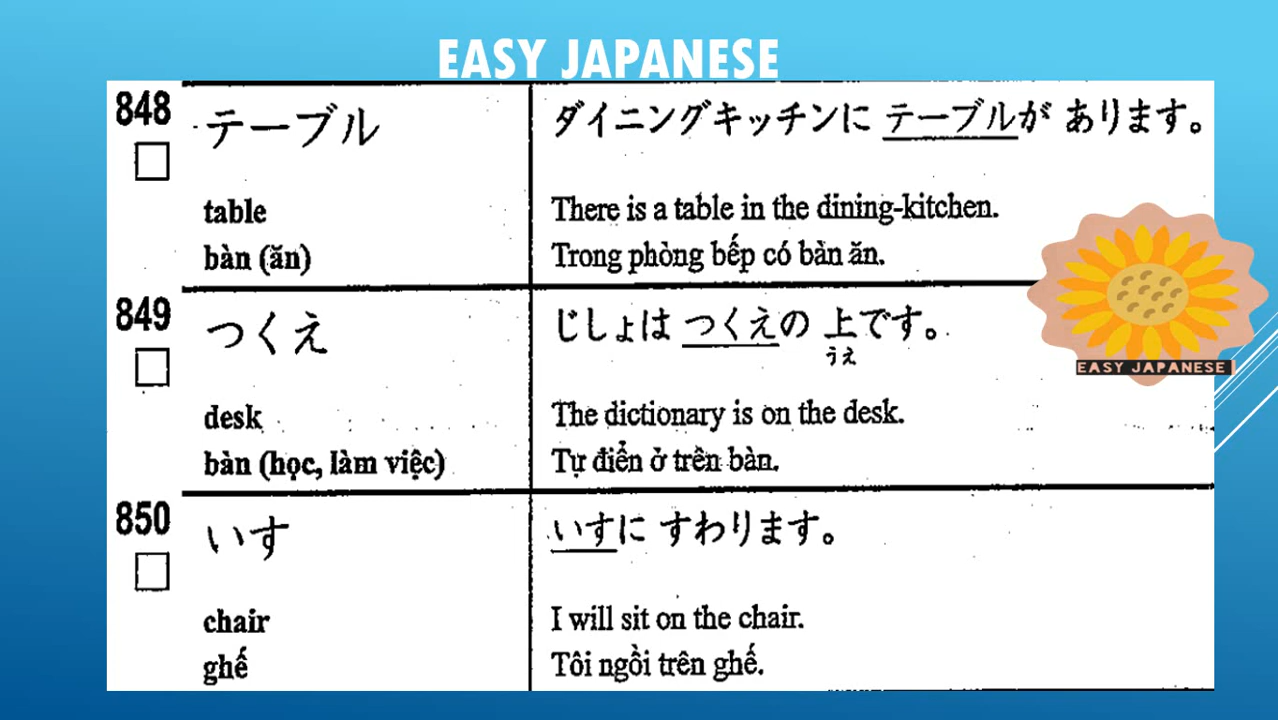 EASY JAPANESE
848
テーブル
ダイニングキッチンに テーブルが あります。
table
There is a table in the dining-kitchen.
bàn (ăn)
Trong phòng bếp có bàn ăn.
849
つくえ
じしょは つくえの 上です。
うえ
desk
The dictionary is on the desk.
bàn (học, làm việc)
Tự điển ở trên bàn.
850
いす
いすに すわります。
chair
I will sit on the chair.
ghế
Tôi ngồi trên ghế.
EASY JAPANESE